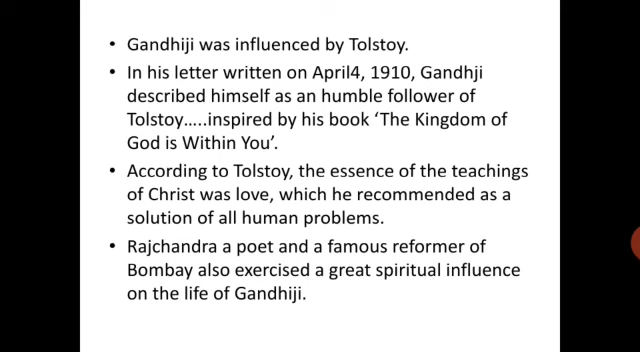 • Gandhiji was influenced by Tolstoy.
• In his letter written on April4, 1910, Gandhji
described himself as an humble follower of
Tolstoy…..inspired by his book ‘The Kingdom of
God is Within You’.
• According to Tolstoy, the essence of the teachings
of Christ was love, which he recommended as a
solution of all human problems.
• Rajchandra a poet and a famous reformer of
Bombay also exercised a great spiritual influence
on the life of Gandhiji.